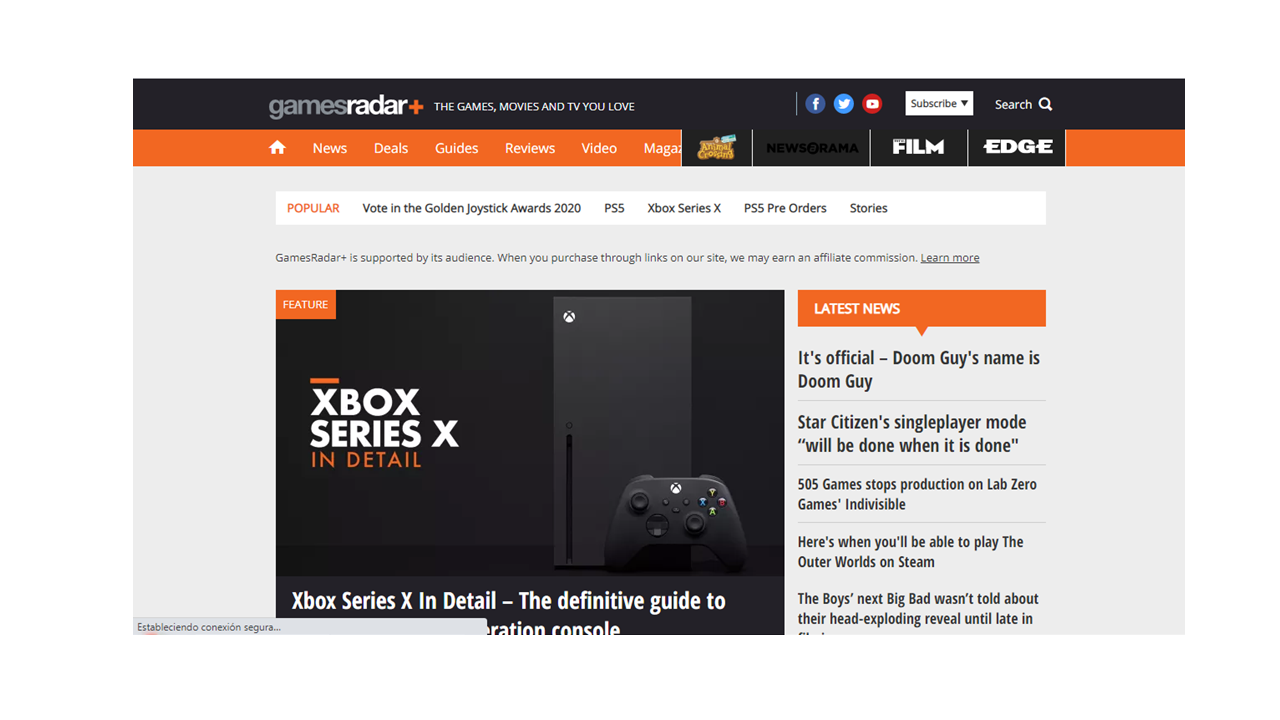 gamesradar+ THE GAMES, MOVIES AND TV YOU LOVE
Subscribe ▼ Search
News Deals Guides Reviews Video Magaz Animal Crossing NEWSARAMA FILM EDGE
POPULAR Vote in the Golden Joystick Awards 2020 PS5 Xbox Series X PS5 Pre Orders Stories
GamesRadar+ is supported by its audience. When you purchase through links on our site, we may earn an affiliate commission. Learn more
FEATURE
XBOX
SERIES X
IN DETAIL
Xbox Series X In Detail – The definitive guide to
eration console
LATEST NEWS
It's official – Doom Guy's name is
Doom Guy
Star Citizen's singleplayer mode
“will be done when it is done"
505 Games stops production on Lab Zero
Games' Indivisible
Here's when you'll be able to play The
Outer Worlds on Steam
The Boys’ next Big Bad wasn’t told about
their head-exploding reveal until late in
Estableciendo conexión segura...